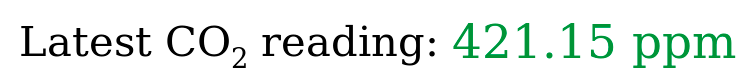 Latest CO₂ reading: 421.15 ppm